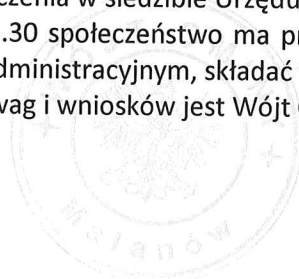 czenia w siedzibie Urzędu
.30 społeczeństwo ma pr
dministracyjnym, składać
wag i wniosków jest Wójt
Malanów